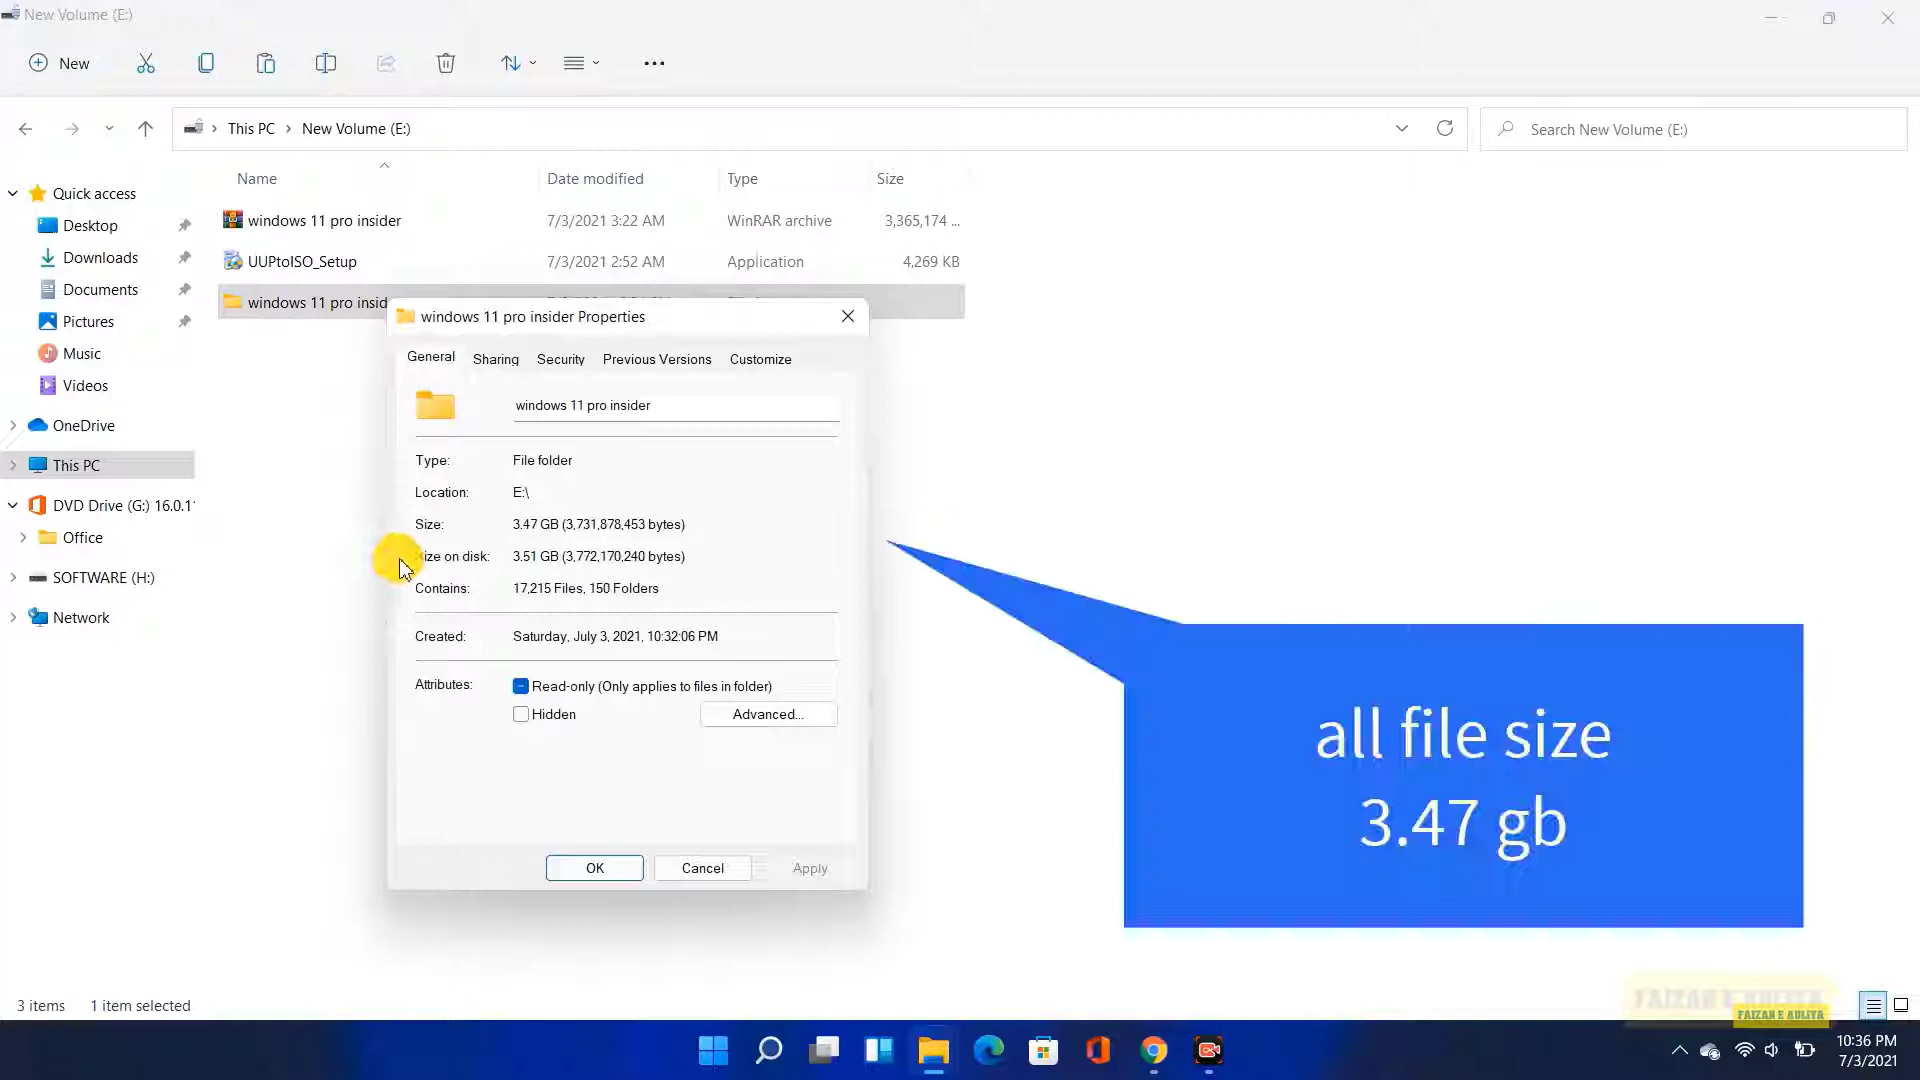 New Volume (E:)
New
This PC
New Volume (E:)
Search New Volume (E:)
Name
Date modified
Type
Size
windows 11 pro insider
7/3/2021 3:22 AM
WinRAR archive
3,365,174 ...
UUPtoISO_Setup
7/3/2021 2:52 AM
Application
4,269 KB
windows 11 pro insid
Quick access
Desktop
Downloads
Documents
Pictures
Music
Videos
OneDrive
This PC
DVD Drive (G:) 16.0.1
Office
SOFTWARE (H:)
Network
windows 11 pro insider Properties
General
Sharing
Security
Previous Versions
Customize
windows 11 pro insider
Type:
File folder
Location:
E:\
Size:
3.47 GB (3,731,878,453 bytes)
ize on disk:
3.51 GB (3,772,170,240 bytes)
Contains:
17,215 Files, 150 Folders
Created:
Saturday, July 3, 2021, 10:32:06 PM
Attributes:
Read-only (Only applies to files in folder)
Hidden
Advanced...
OK
Cancel
Apply
all file size
3.47 gb
3 items
1 item selected
FAIZAN E AULIYA
FAIZAN E AULIYA
10:36 PM
7/3/2021